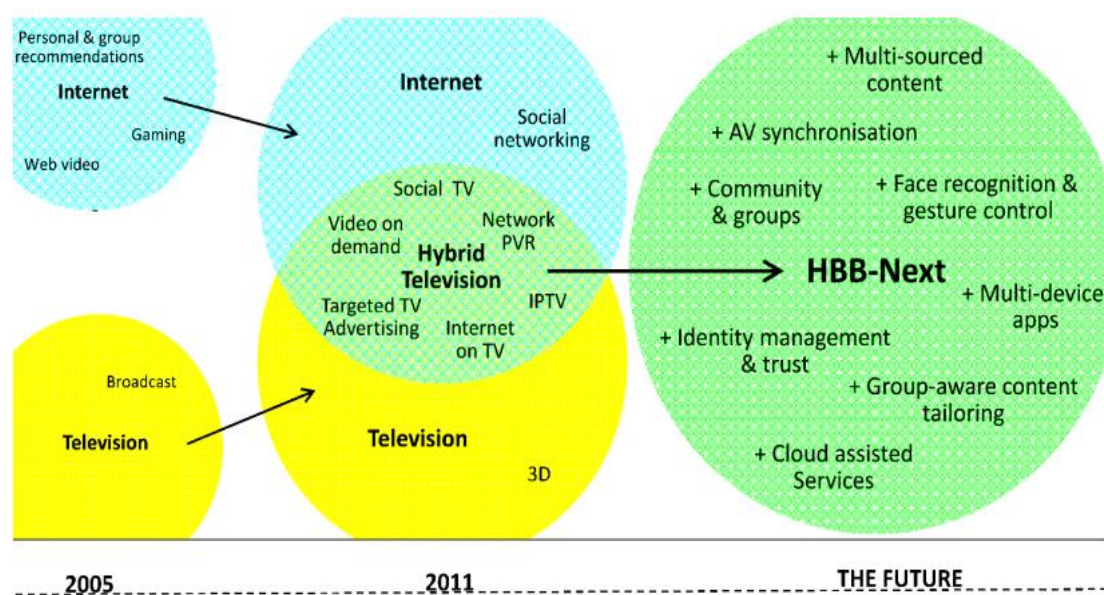 Personal & group
recommendations
Internet
Gaming
Web video
Broadcast
Television
Internet
Social
networking
Social TV
Video on
demand
Network
PVR
Hybrid
Television
IPTV
Targeted TV
Advertising
Internet
on TV
Television
3D
+ Multi-sourced
content
+ AV synchronisation
+ Community
& groups
+ Face recognition &
gesture control
HBB-Next
+ Multi-device
apps
+ Identity management
& trust
+ Group-aware content
tailoring
+ Cloud assisted
Services
2005
2011
THE FUTURE